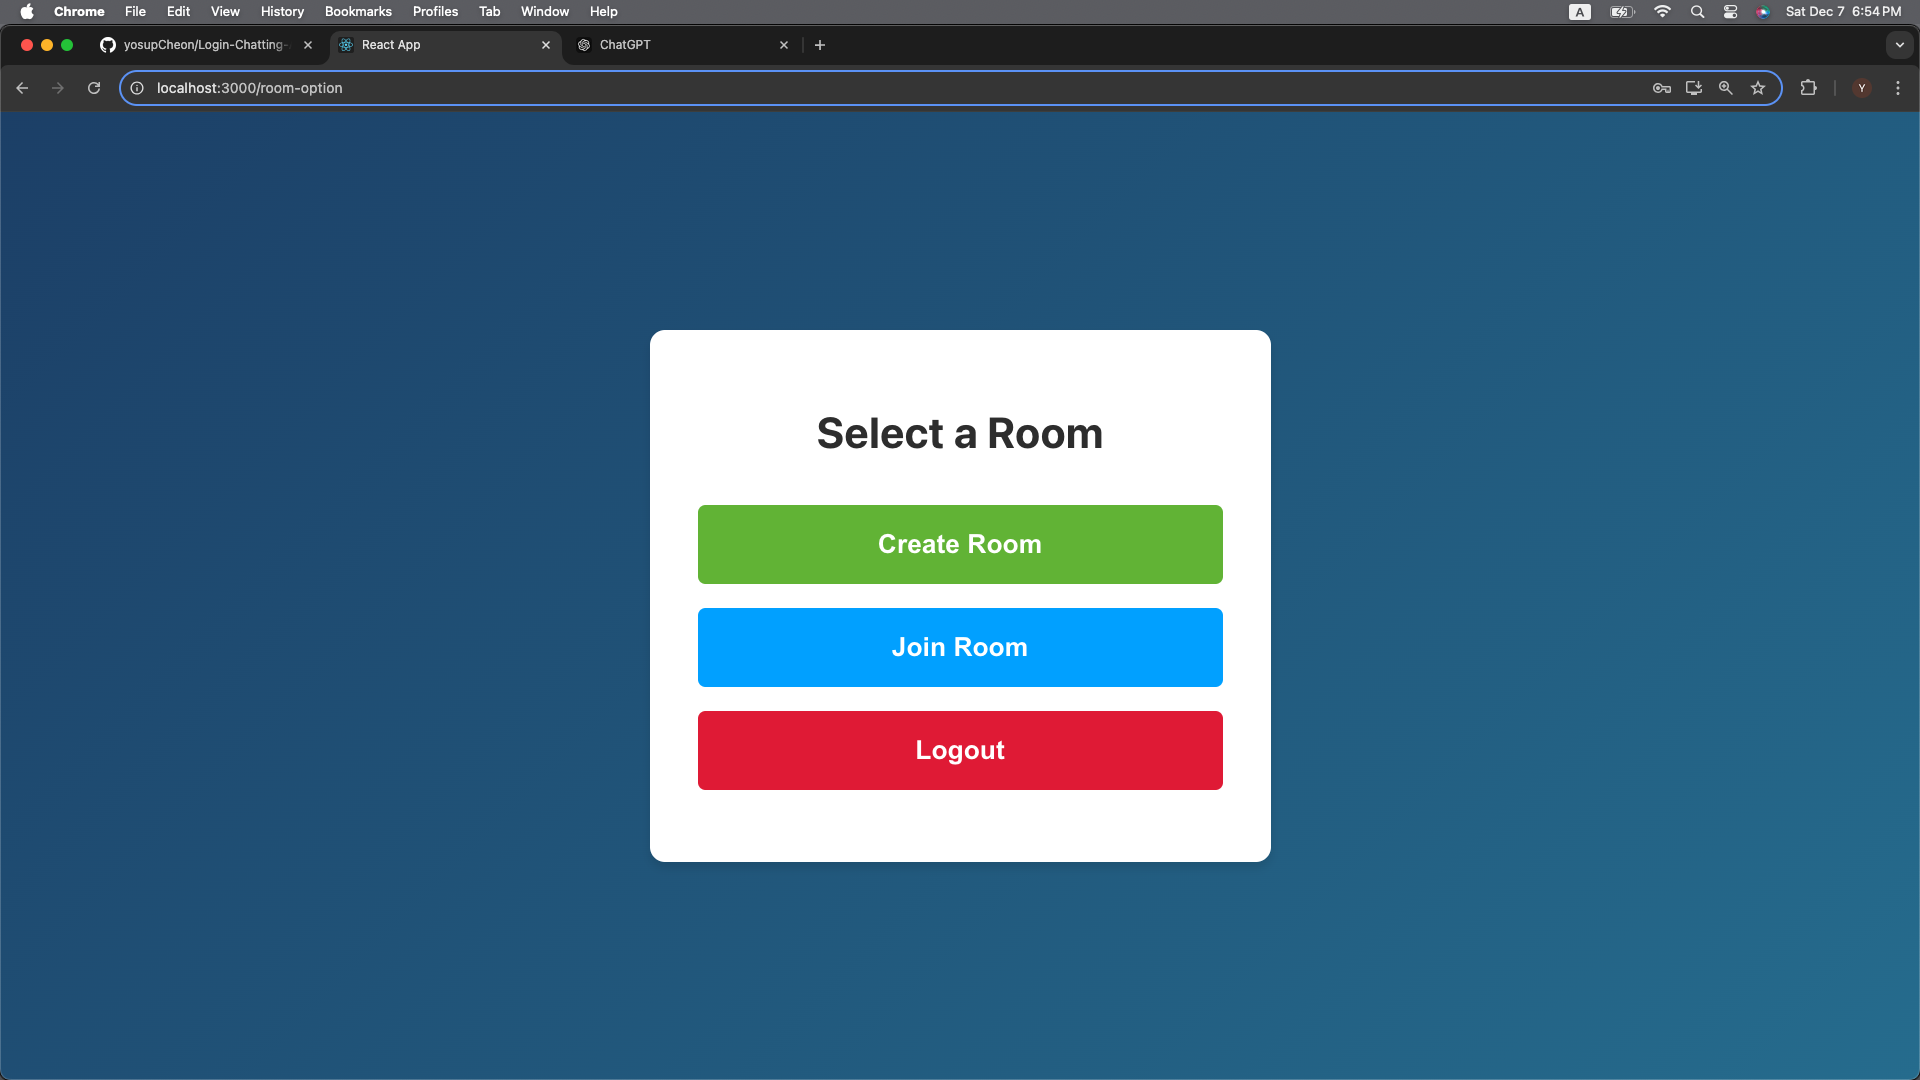 Chrome File Edit View History Bookmarks Profiles Tab Window Help A Sat Dec 7 6:54 PM
yosupCheon/Login-Chatting- React App ChatGPT
localhost:3000/room-option Y
Select a Room
Create Room
Join Room
Logout